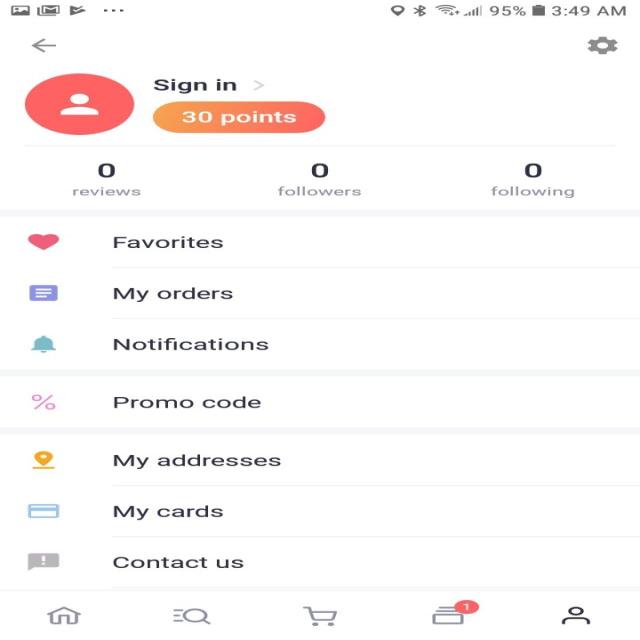 95% 3:49 AM
Sign in
30 points
0 0 0
reviews followers following
Favorites
My orders
Notifications
Promo code
My addresses
My cards
Contact us
1